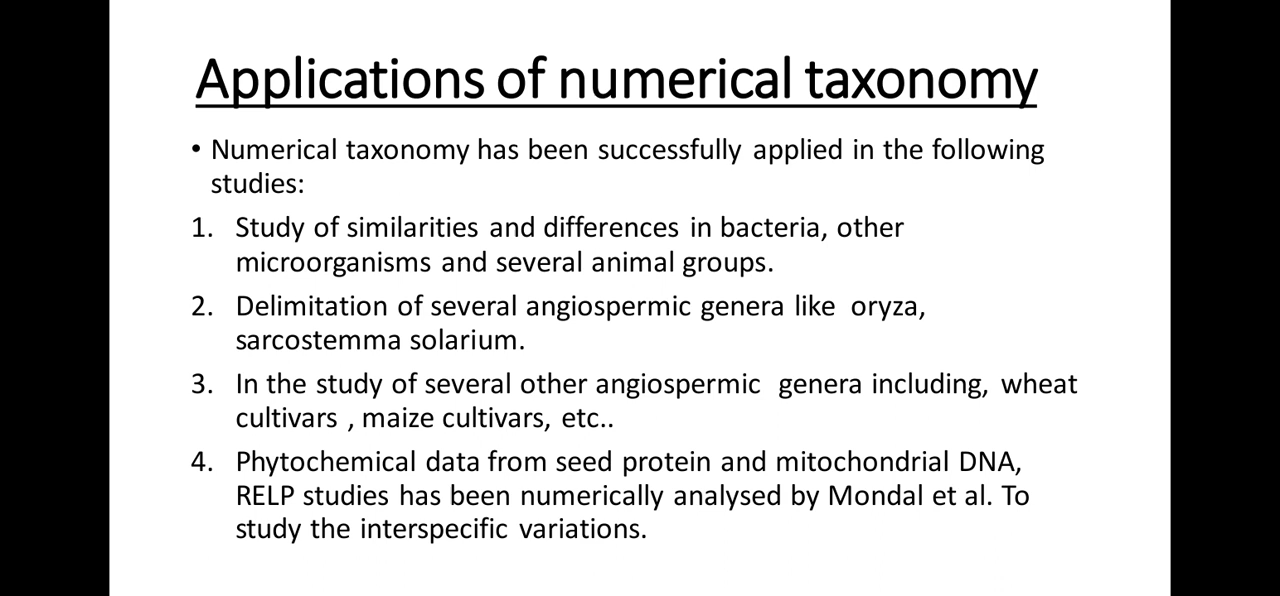 Applications of numerical taxonomy
• Numerical taxonomy has been successfully applied in the following
studies:
1. Study of similarities and differences in bacteria, other
microorganisms and several animal groups.
2. Delimitation of several angiospermic genera like oryza,
sarcostemma solarium.
3. In the study of several other angiospermic genera including, wheat
cultivars , maize cultivars, etc..
4. Phytochemical data from seed protein and mitochondrial DNA,
RELP studies has been numerically analysed by Mondal et al. To
study the interspecific variations.